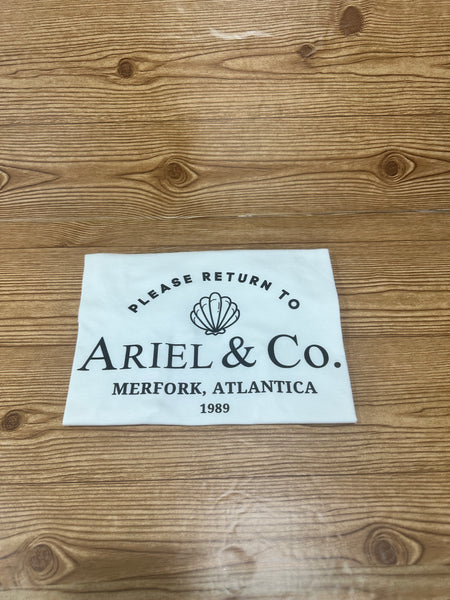 PLEASE RETURN TO
ARIEL & CO.
MERFORK, ATLANTICA
1989